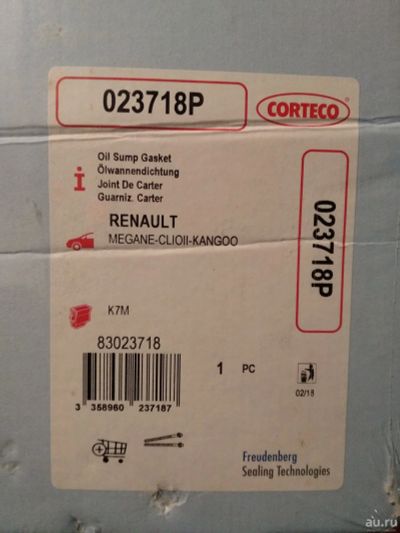 023718P
CORTECO
Oil Sump Gasket
Ölwannendichtung
Joint De Carter
Guarniz. Carter
RENAULT
MEGANE-CLIOII-KANGOO
023718P
K7M
83023718
1 PC
3 358960 237187
02/15
Freudenberg
Sealing Technologies
au.ru